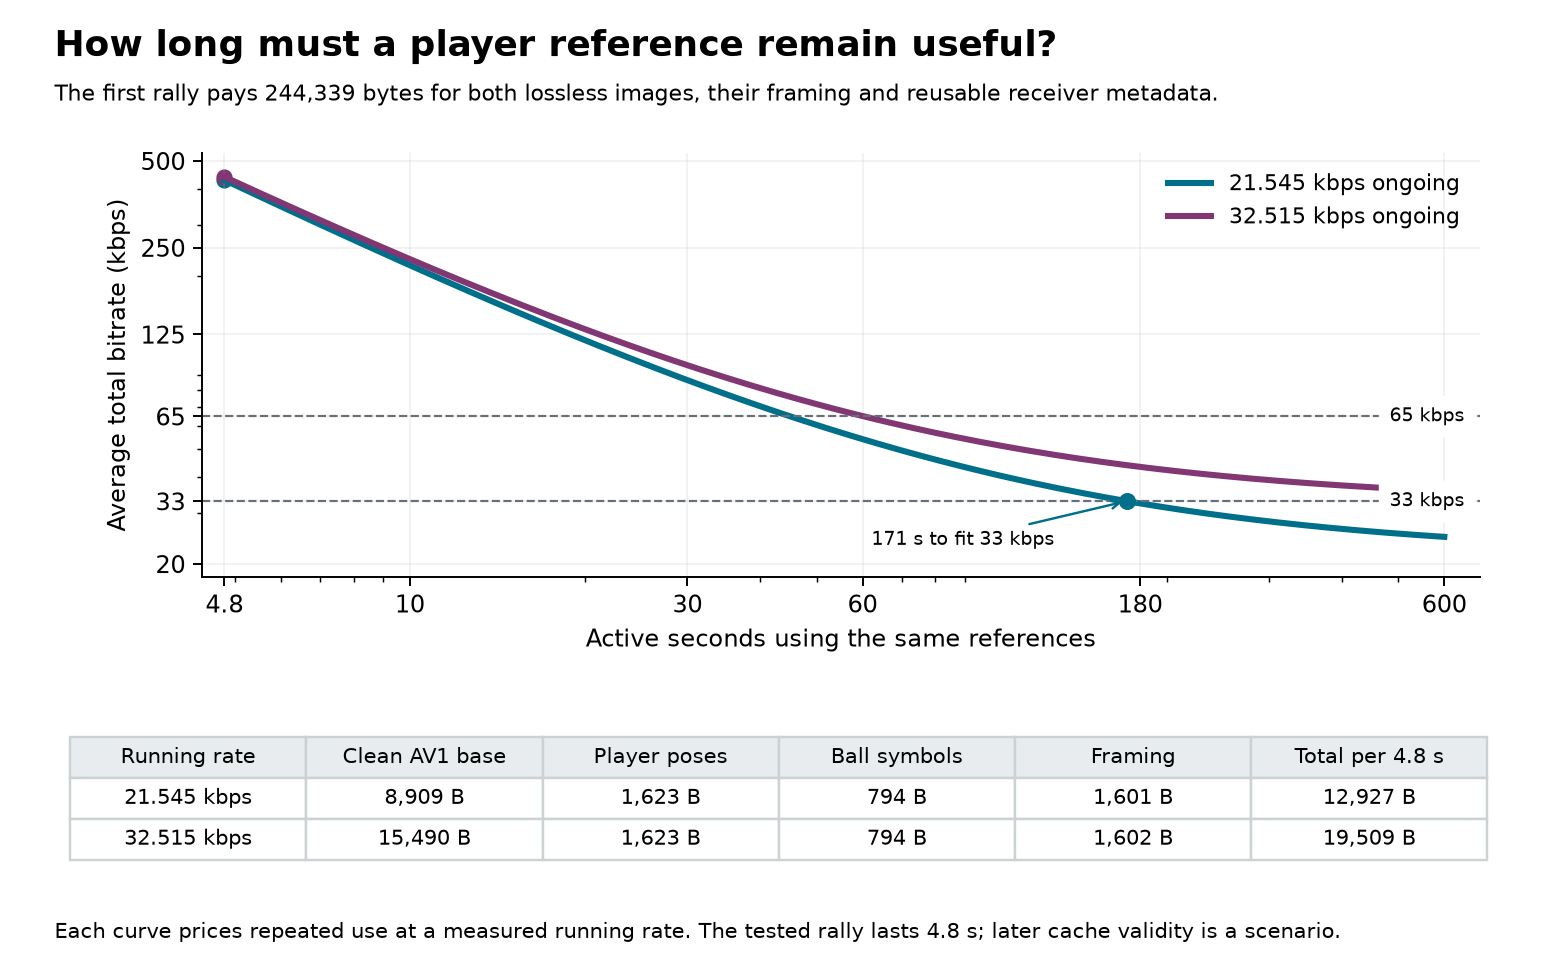 How long must a player reference remain useful?
The first rally pays 244,339 bytes for both lossless images, their framing and reusable receiver metadata.
Average total bitrate (kbps)
500
250
125
65
33
20
21.545 kbps ongoing
32.515 kbps ongoing
65 kbps
33 kbps
171 s to fit 33 kbps
4.8 10 30 60 180 600
Active seconds using the same references
Running rate Clean AV1 base Player poses Ball symbols Framing Total per 4.8 s
21.545 kbps 8,909 B 1,623 B 794 B 1,601 B 12,927 B
32.515 kbps 15,490 B 1,623 B 794 B 1,602 B 19,509 B
Each curve prices repeated use at a measured running rate. The tested rally lasts 4.8 s; later cache validity is a scenario.